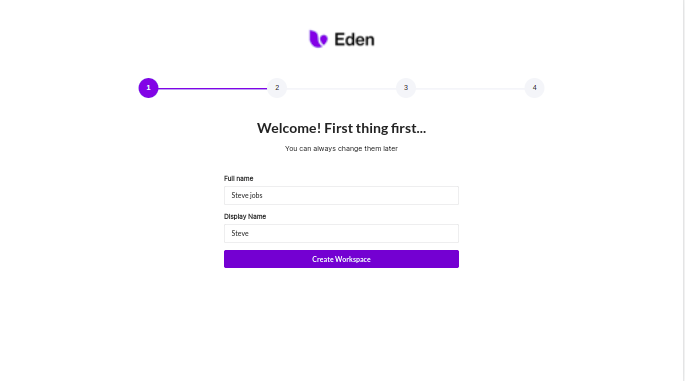 Eden
1 2 3 4
Welcome! First thing first...
You can always change them later
Full name
Steve jobs
Display Name
Steve
Create Workspace